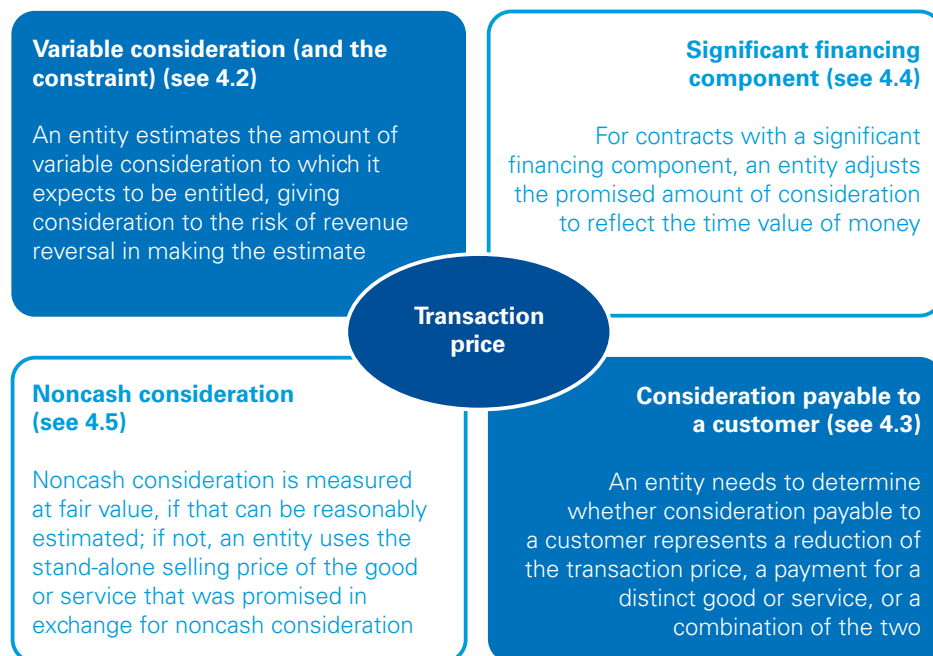 Variable consideration (and the
constraint) (see 4.2)
An entity estimates the amount of
variable consideration to which it
expects to be entitled, giving
consideration to the risk of revenue
reversal in making the estimate
Significant financing
component (see 4.4)
For contracts with a significant
financing component, an entity adjusts
the promised amount of consideration
to reflect the time value of money
Transaction
price
Noncash consideration
(see 4.5)
Noncash consideration is measured
at fair value, if that can be reasonably
estimated; if not, an entity uses the
stand-alone selling price of the good
or service that was promised in
exchange for noncash consideration
Consideration payable to
a customer (see 4.3)
An entity needs to determine
whether consideration payable to
a customer represents a reduction of
the transaction price, a payment for a
distinct good or service, or a
combination of the two